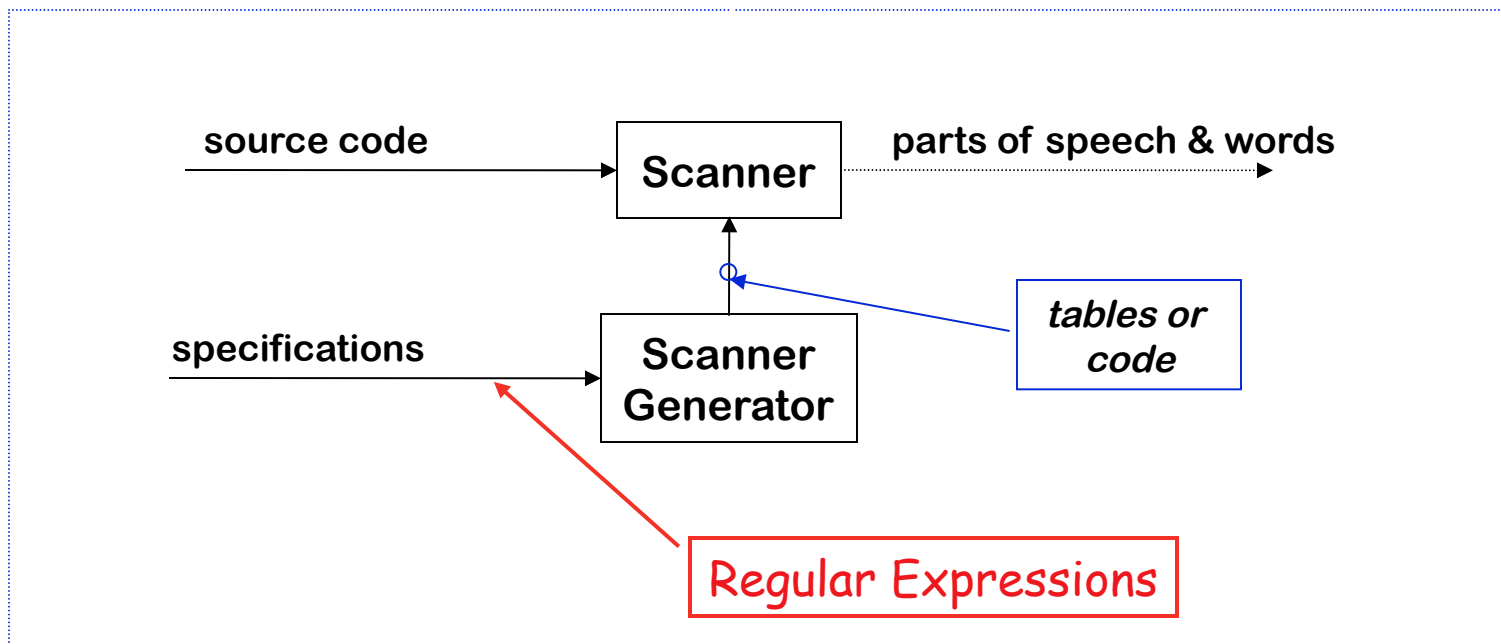 source code
Scanner
parts of speech & words
specifications
Scanner
Generator
tables or
code
Regular Expressions